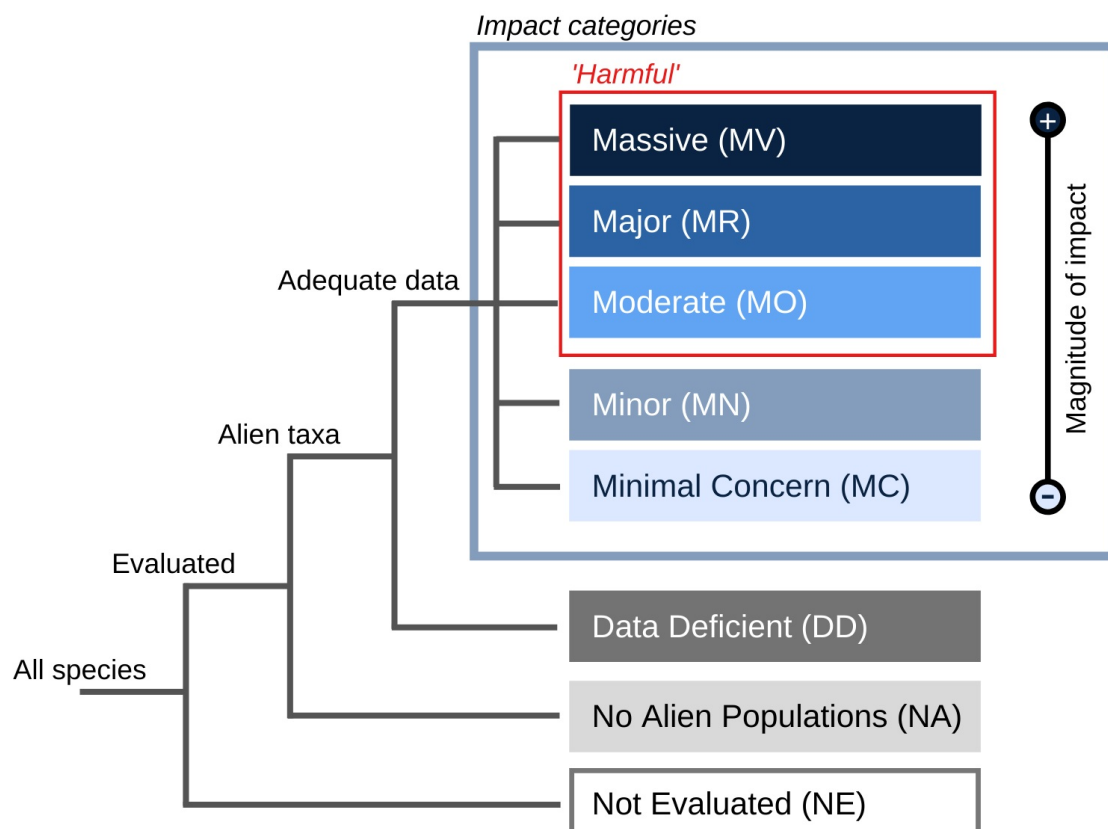 Impact categories
'Harmful'
Massive (MV)
Major (MR)
Moderate (MO)
Minor (MN)
Minimal Concern (MC)
+
Magnitude of impact
-
Adequate data
Alien taxa
Evaluated
All species
Data Deficient (DD)
No Alien Populations (NA)
Not Evaluated (NE)